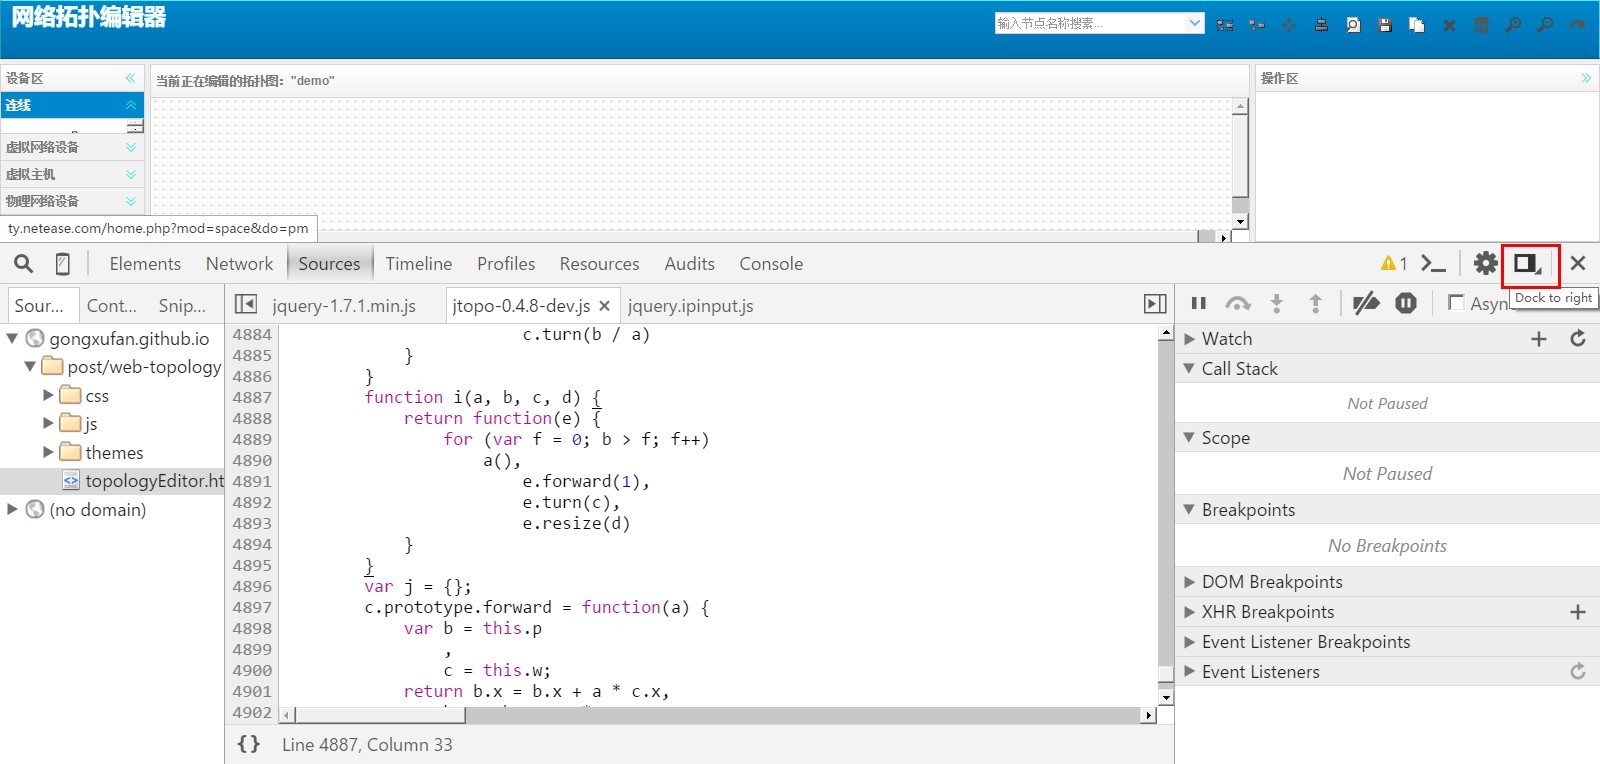 网络拓扑编辑器
输入节点名称搜索...
设备区
当前正在编辑的拓扑图："demo"
操作区
连线
虚拟网络设备
虚拟主机
物理网络设备
ty.netease.com/home.php?mod=space&do=pm
Elements Network Sources Timeline Profiles Resources Audits Console
1
Dock to right
Sour... Cont... Snip...
jquery-1.7.1.min.js jtopo-0.4.8-dev.js jquery.ipinput.js
Async
gongxufan.github.io
post/web-topology
css
js
themes
topologyEditor.ht
(no domain)
4884 c.turn(b / a)
4885 }
4886 }
4887 function i(a, b, c, d) {
4888 return function(e) {
4889 for (var f = 0; b > f; f++)
4890 a(),
4891 e.forward(1),
4892 e.turn(c),
4893 e.resize(d)
4894 }
4895 }
4896 var j = {};
4897 c.prototype.forward = function(a) {
4898 var b = this.p
4899 ,
4900 c = this.w;
4901 return b.x = b.x + a * c.x,
4902
{} Line 4887, Column 33
Watch
Call Stack
Not Paused
Scope
Not Paused
Breakpoints
No Breakpoints
DOM Breakpoints
XHR Breakpoints
Event Listener Breakpoints
Event Listeners